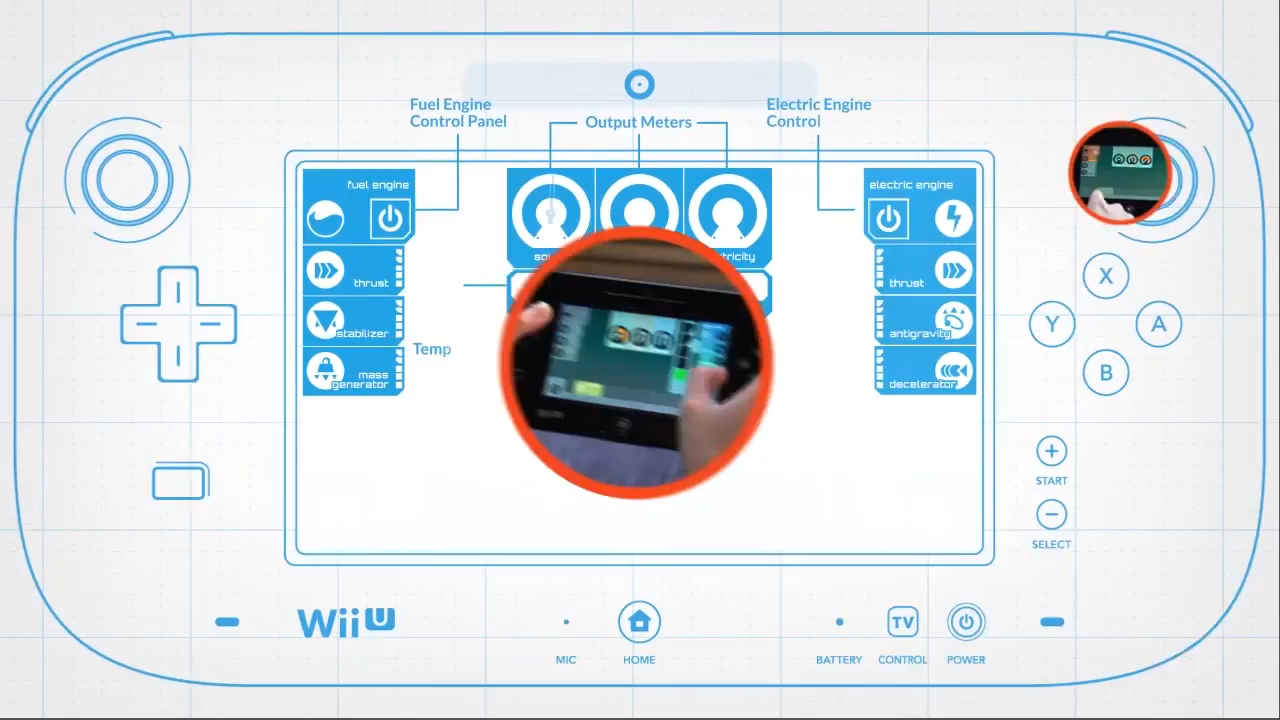 Fuel Engine
Control Panel
Output Meters
Electric Engine
Control
fuel engine
thrust
stabilizer
mass
generator
electric engine
thrust
antigravity
decelerator
Temp
X
Y
A
B
START
SELECT
Wii U
MIC
HOME
BATTERY
TV
CONTROL
POWER